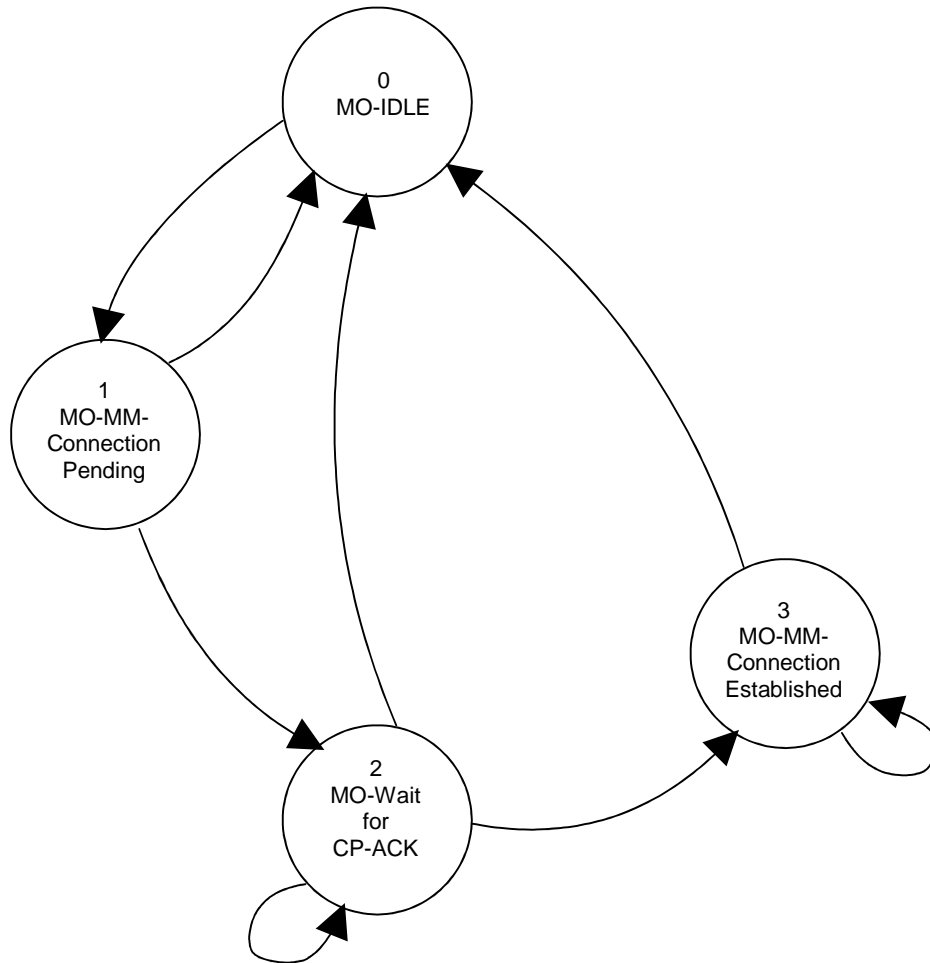 0
MO-IDLE
1
MO-MM-
Connection
Pending
3
MO-MM-
Connection
Established
2
MO-Wait
for
CP-ACK